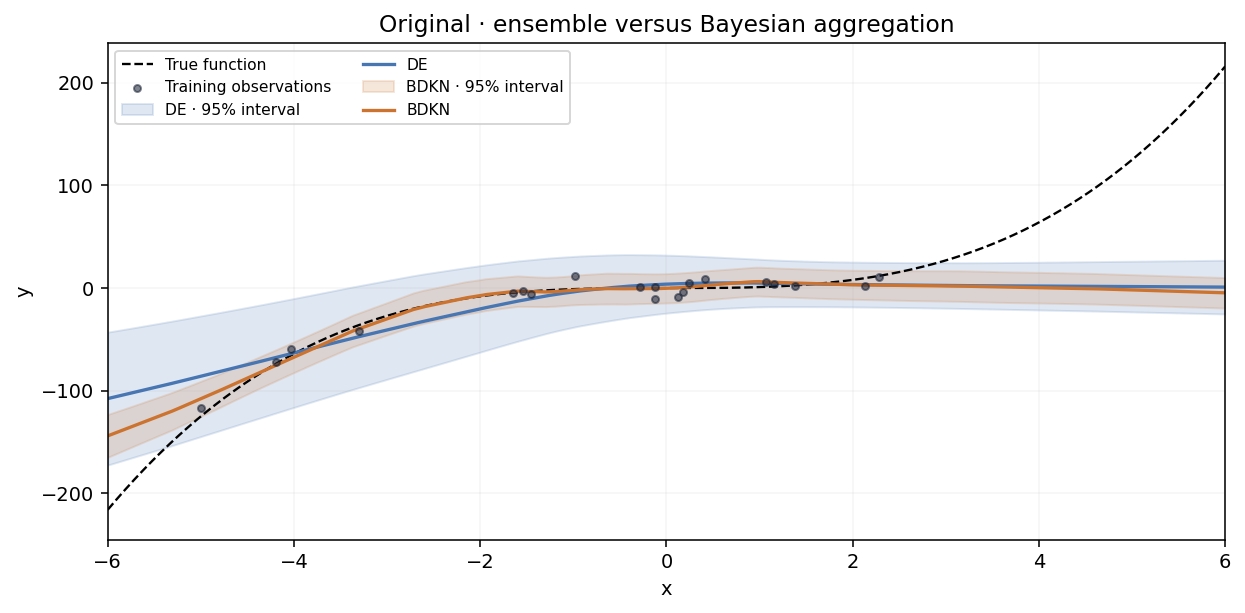 Original · ensemble versus Bayesian aggregation
True function
Training observations
DE · 95% interval
DE
BDKN · 95% interval
BDKN
y
200
100
0
−100
−200
−6
−4
−2
0
2
4
6
x